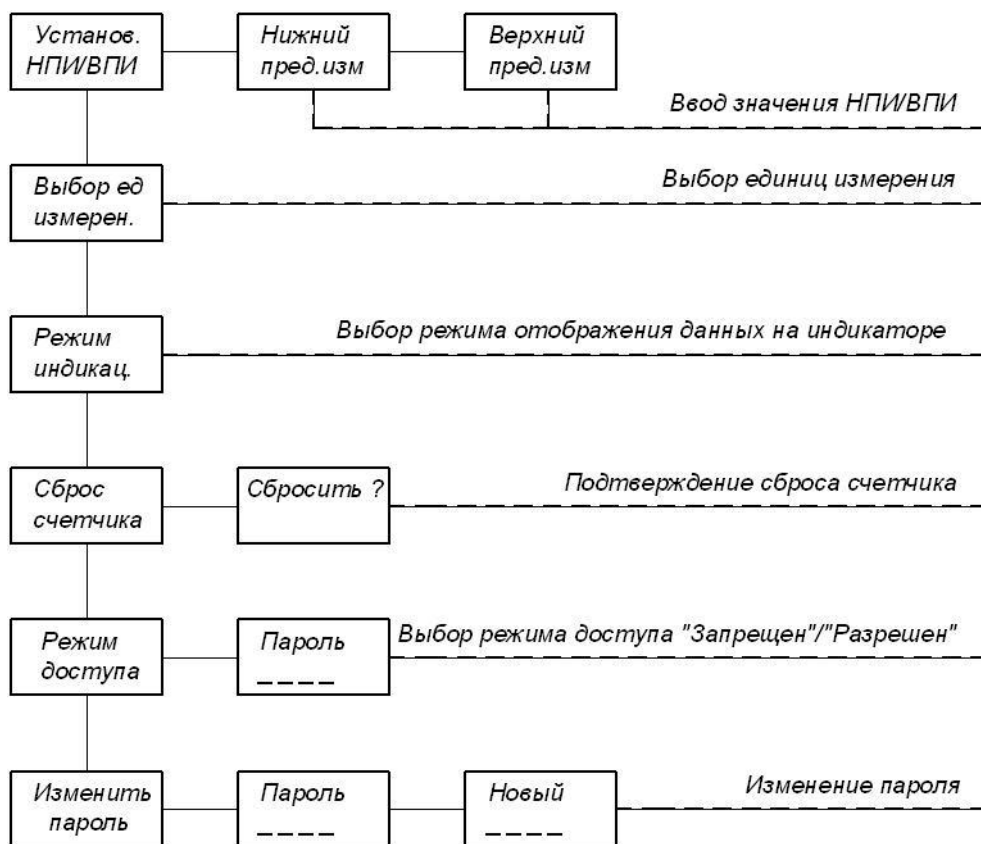 Установ.
НПИ/ВПИ
Нижний
пред.изм
Верхний
пред.изм
Ввод значения НПИ/ВПИ
Выбор ед
измерен.
Выбор единиц измерения
Режим
индикац.
Выбор режима отображения данных на индикаторе
Сброс
счетчика
Сбросить ?
Подтверждение сброса счетчика
Режим
доступа
Пароль
_ _ _ _
Выбор режима доступа "Запрещен"/"Разрешен"
Изменить
пароль
Пароль
_ _ _ _
Новый
_ _ _ _
Изменение пароля